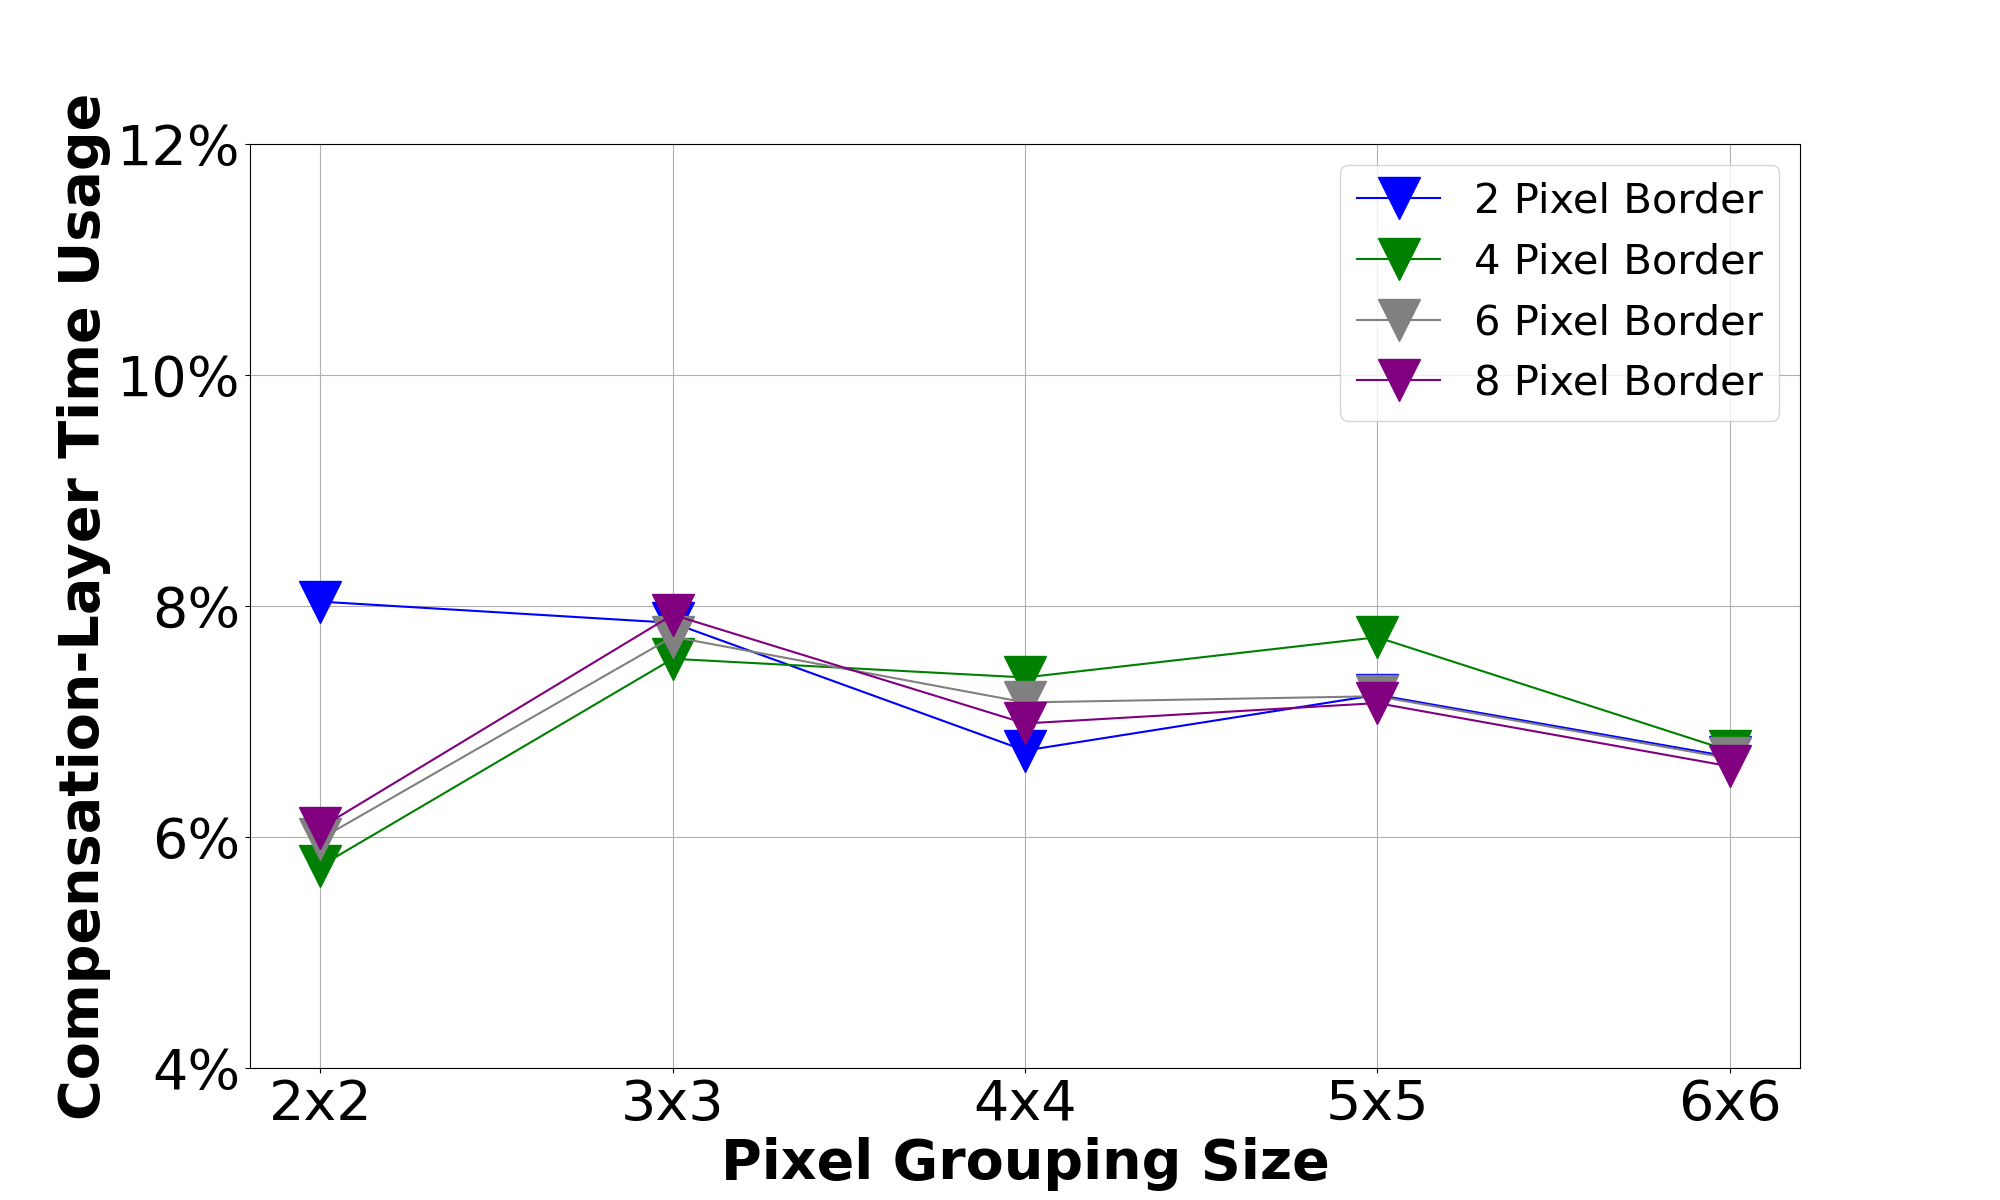 Compensation-Layer Time Usage
12%
10%
8%
6%
4%
2 Pixel Border
4 Pixel Border
6 Pixel Border
8 Pixel Border
2x2 3x3 4x4 5x5 6x6
Pixel Grouping Size